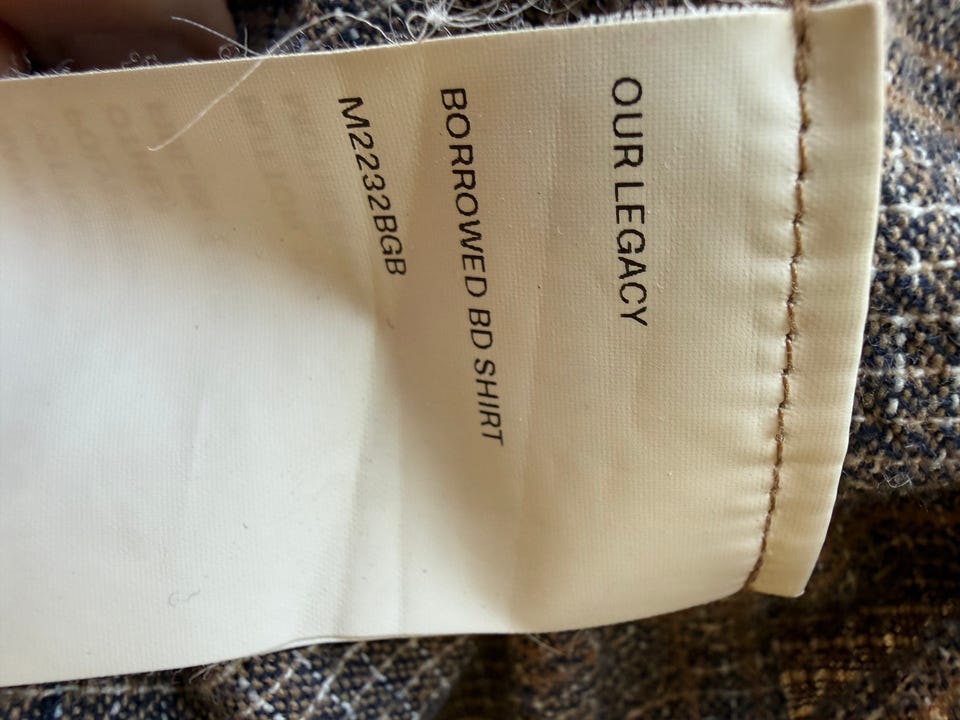 OUR LEGACY
BORROWED BD SHIRT
M2232BGB